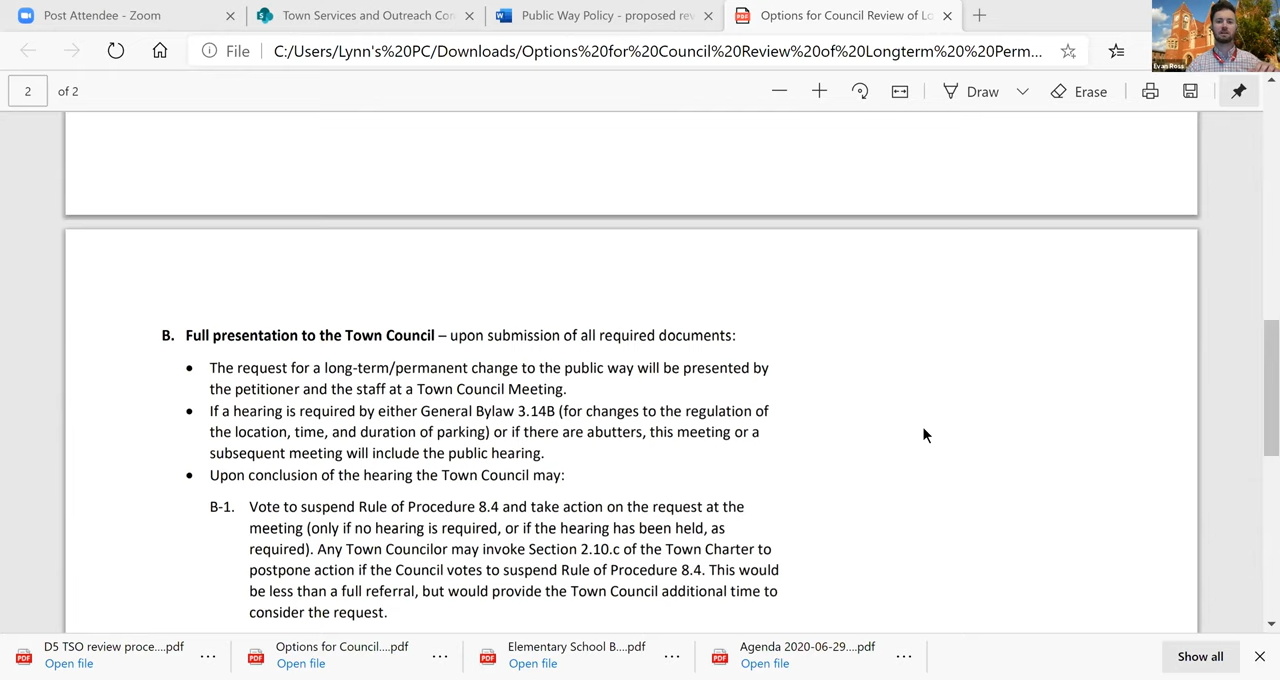 Post Attendee - Zoom
Town Services and Outreach Con
Public Way Policy - proposed rev
Options for Council Review of Lo
File
C:/Users/Lynn's%20PC/Downloads/Options%20for%20Council%20Review%20of%20Longterm%20%20Perm...
Evan Ross
2 of 2
Draw
Erase
B. Full presentation to the Town Council – upon submission of all required documents:
• The request for a long-term/permanent change to the public way will be presented by
the petitioner and the staff at a Town Council Meeting.
• If a hearing is required by either General Bylaw 3.14B (for changes to the regulation of
the location, time, and duration of parking) or if there are abutters, this meeting or a
subsequent meeting will include the public hearing.
• Upon conclusion of the hearing the Town Council may:
B-1. Vote to suspend Rule of Procedure 8.4 and take action on the request at the
meeting (only if no hearing is required, or if the hearing has been held, as
required). Any Town Councilor may invoke Section 2.10.c of the Town Charter to
postpone action if the Council votes to suspend Rule of Procedure 8.4. This would
be less than a full referral, but would provide the Town Council additional time to
consider the request.
D5 TSO review proce....pdf
Open file
Options for Council....pdf
Open file
Elementary School B....pdf
Open file
Agenda 2020-06-29....pdf
Open file
Show all